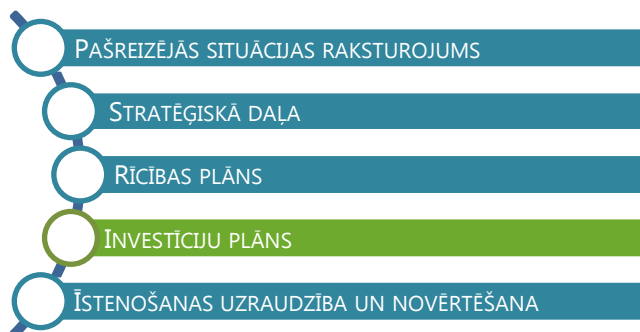 PAŠREIZĒJĀS SITUĀCIJAS RAKSTUROJUMS
STRATĒĢISKĀ DAĻA
RĪCĪBAS PLĀNS
INVESTĪCIJU PLĀNS
ĪSTENOŠANAS UZRAUDZĪBA UN NOVĒRTĒŠANA